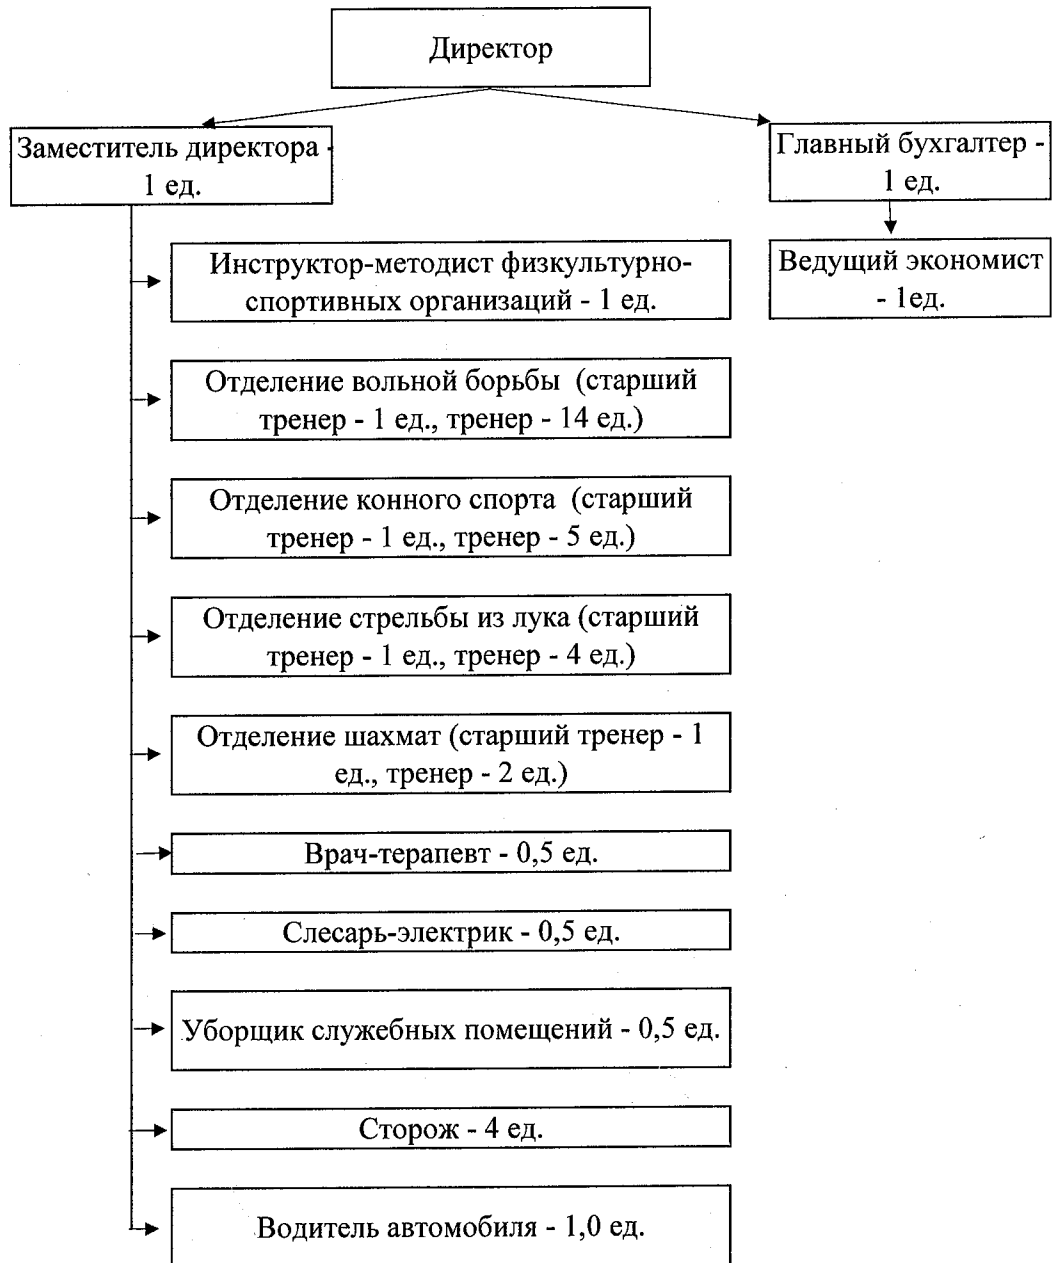 Директор
Заместитель директора -
1 ед.
Главный бухгалтер -
1 ед.
Ведущий экономист
- 1ед.
Инструктор-методист физкультурно-
спортивных организаций - 1 ед.
Отделение вольной борьбы (старший
тренер - 1 ед., тренер - 14 ед.)
Отделение конного спорта (старший
тренер - 1 ед., тренер - 5 ед.)
Отделение стрельбы из лука (старший
тренер - 1 ед., тренер - 4 ед.)
Отделение шахмат (старший тренер - 1
ед., тренер - 2 ед.)
Врач-терапевт - 0,5 ед.
Слесарь-электрик - 0,5 ед.
Уборщик служебных помещений - 0,5 ед.
Сторож - 4 ед.
Водитель автомобиля - 1,0 ед.